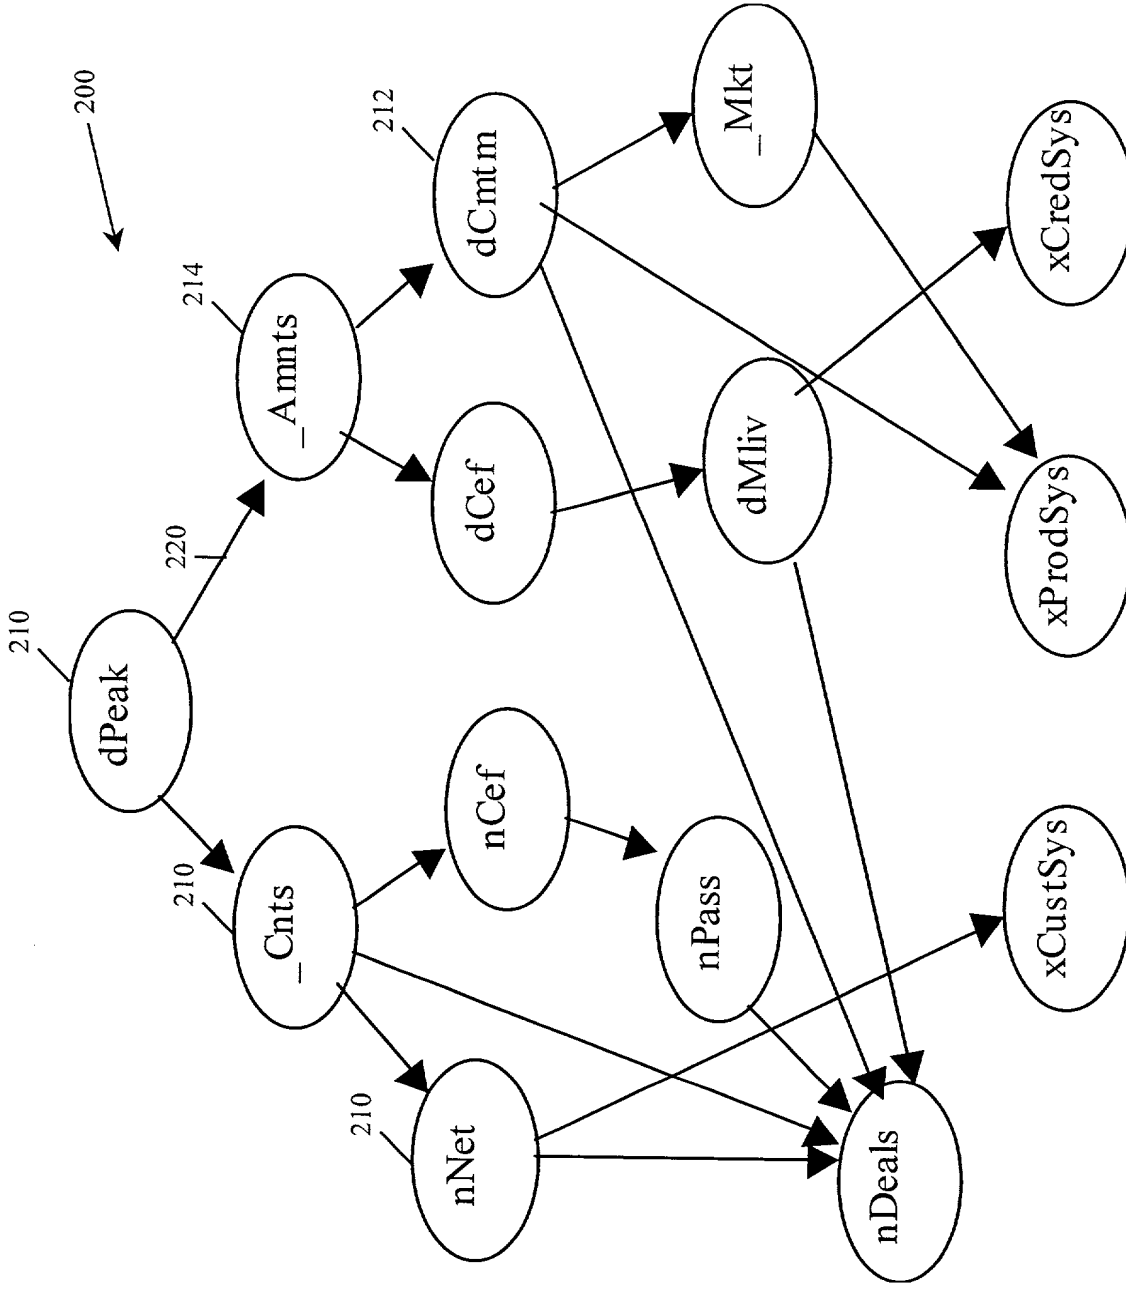 200
210
dPeak
220
214
_Amnts
210
_Cnts
212
dCmtm
dCef
nCef
210
nNet
_Mkt
dMliv
nPass
nDeals
xCustSys
xProdSys
xCredSys